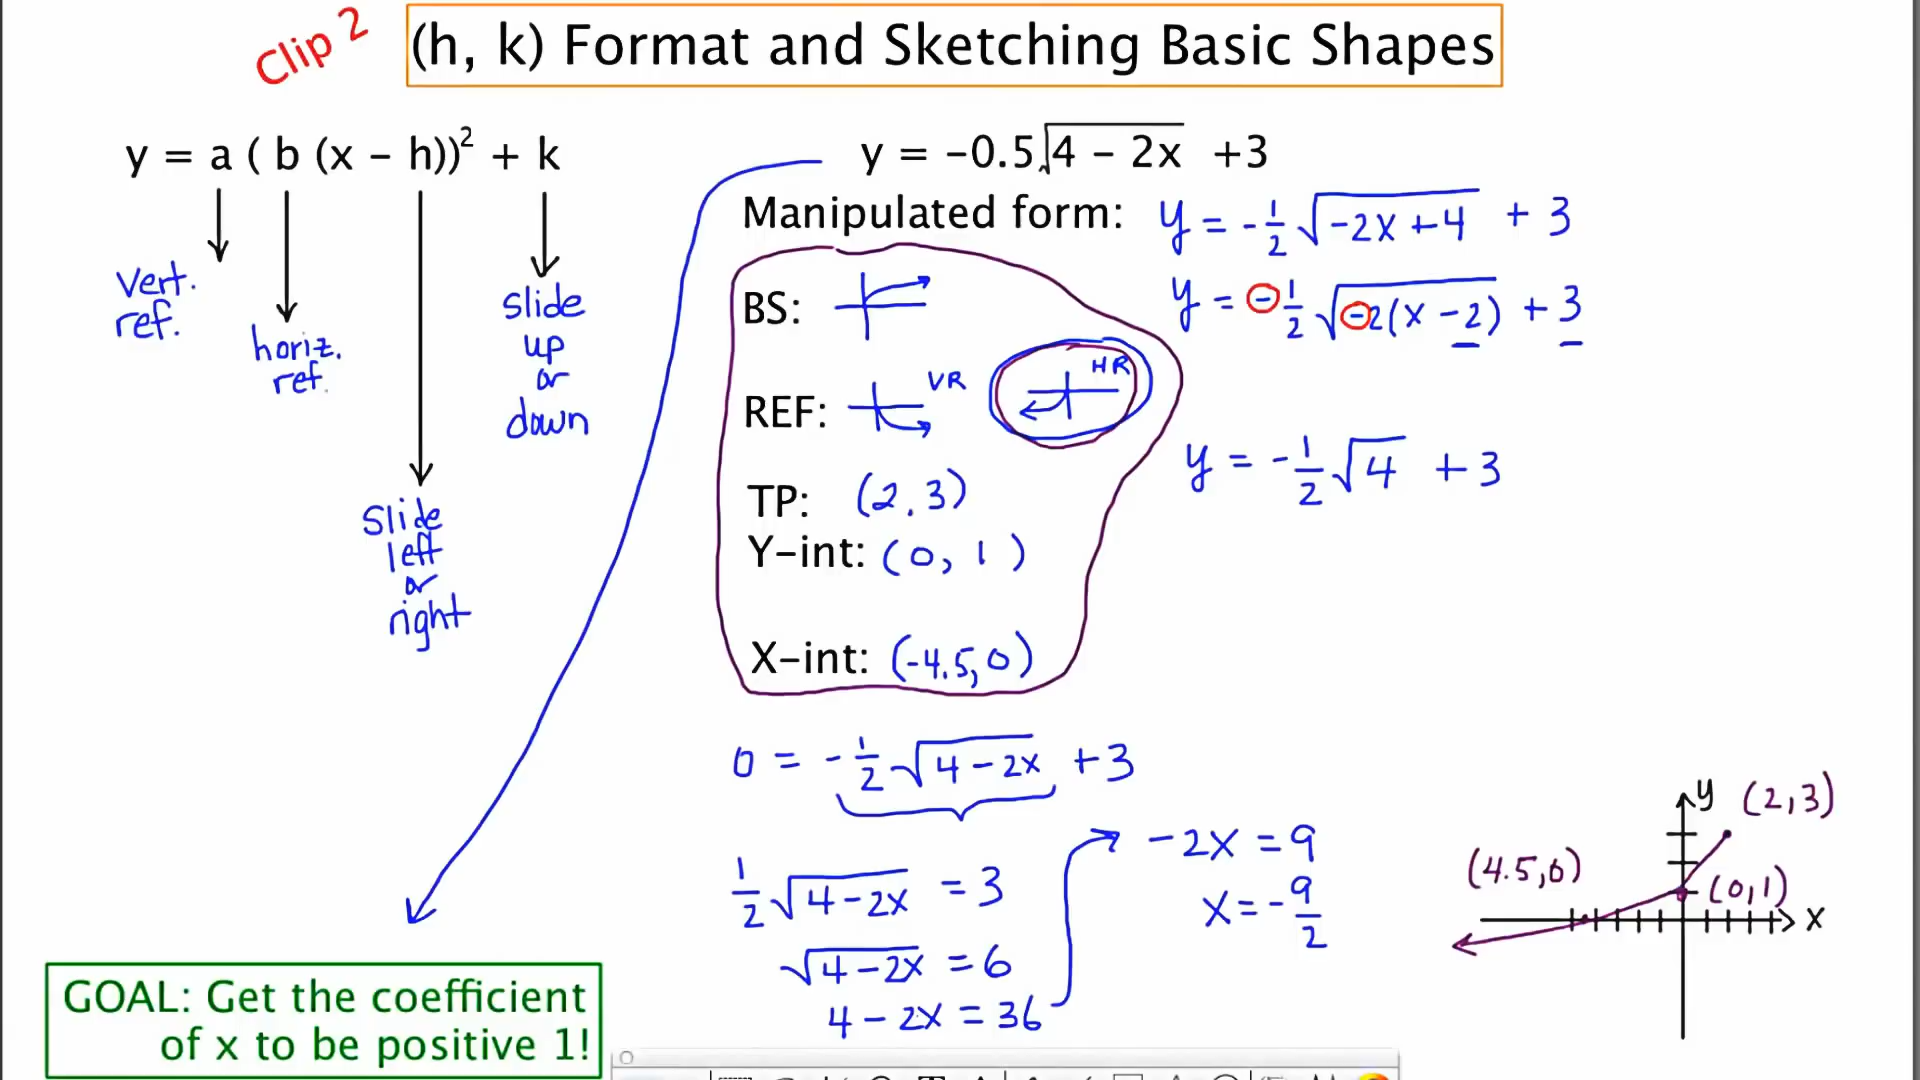 Clip 2
(h, k) Format and Sketching Basic Shapes
y = a ( b (x – h))² + k
vert.
ref.
horiz.
ref.
slide
left
or
right
slide
up
or
down
y = –0.5√4 – 2x +3
Manipulated form: y = -½√-2x+4 + 3
y = -½√-2(x-2) + 3
BS:
REF: VR HR
y = -½√4 + 3
TP: (2,3)
Y–int: (0, 1)
X–int: (-4.5,0)
0 = -½√4-2x +3
½√4-2x = 3
√4-2x = 6
4-2x = 36
-2x = 9
x = -9/2
y (2,3)
(4.5,0)
(0,1)
x
GOAL: Get the coefficient
of x to be positive 1!